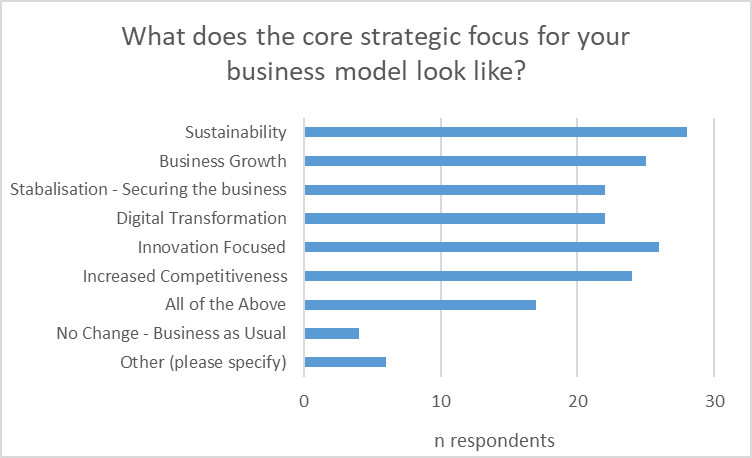 What does the core strategic focus for your
business model look like?
Sustainability
Business Growth
Stabalisation - Securing the business
Digital Transformation
Innovation Focused
Increased Competitiveness
All of the Above
No Change - Business as Usual
Other (please specify)
0 10 20 30
n respondents